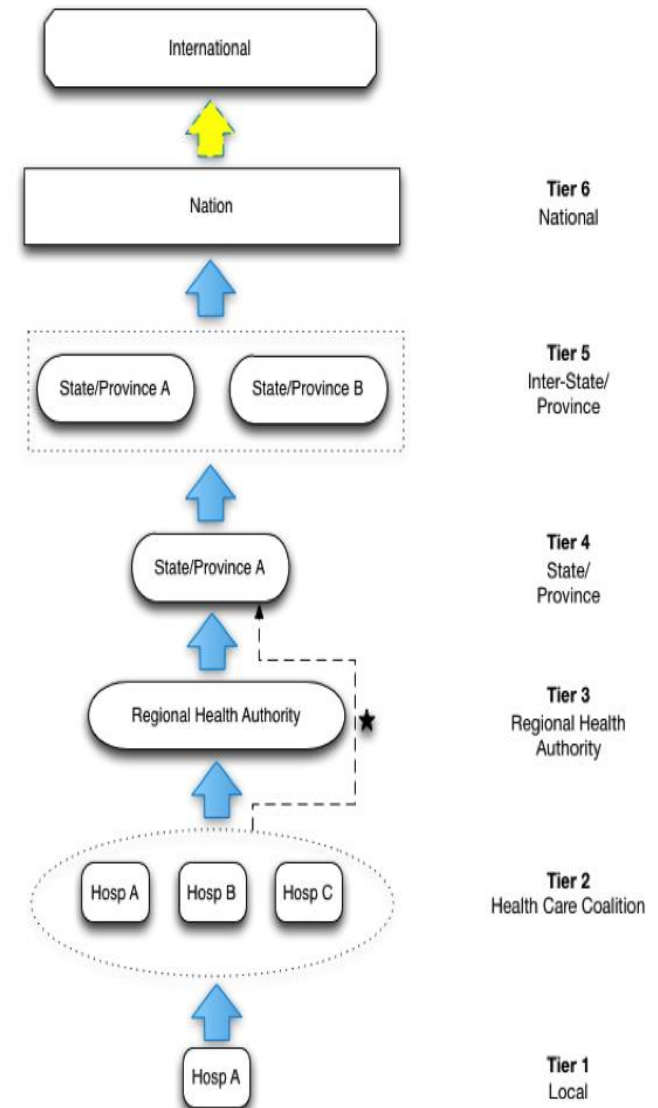 International
Nation
Tier 6
National
State/Province A
State/Province B
Tier 5
Inter-State/
Province
State/Province A
Tier 4
State/
Province
Regional Health Authority
Tier 3
Regional Health
Authority
Hosp A
Hosp B
Hosp C
Tier 2
Health Care Coalition
Hosp A
Tier 1
Local